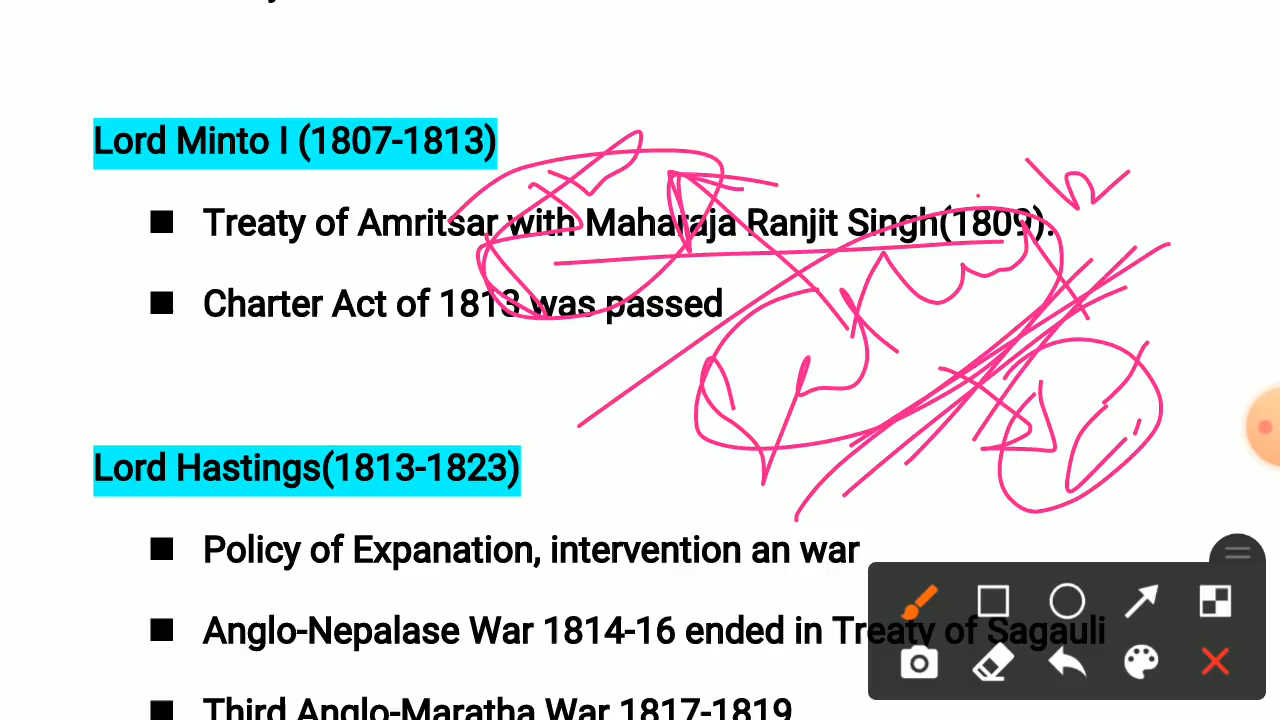 Lord Minto I (1807-1813)
Treaty of Amritsar with Maharaja Ranjit Singh(1809).
Charter Act of 1813 was passed
Lord Hastings(1813-1823)
Policy of Expanation, intervention an war
Anglo-Nepalase War 1814-16 ended in Treaty of Sagauli
Third Anglo-Maratha War 1817-1819